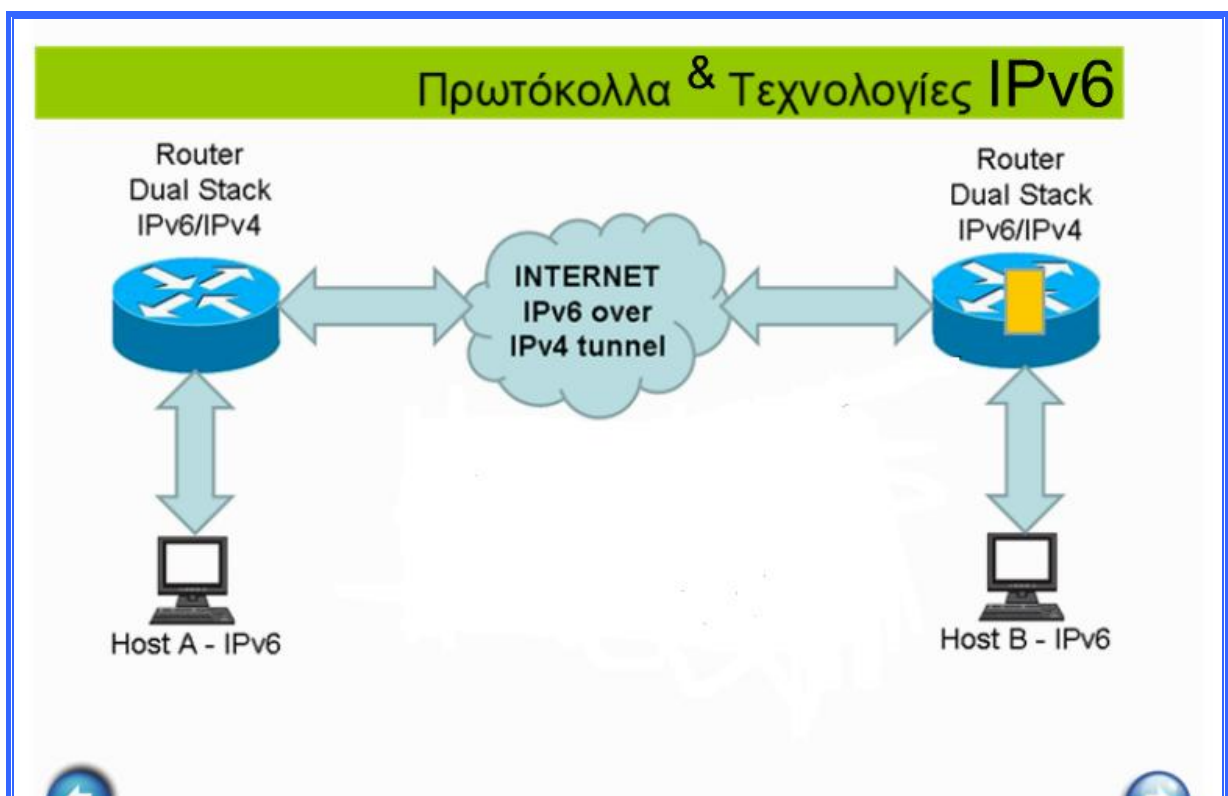 Πρωτόκολλα & Τεχνολογίες IPv6
Router
Dual Stack
IPv6/IPv4
Router
Dual Stack
IPv6/IPv4
INTERNET
IPv6 over
IPv4 tunnel
Host A - IPv6
Host B - IPv6